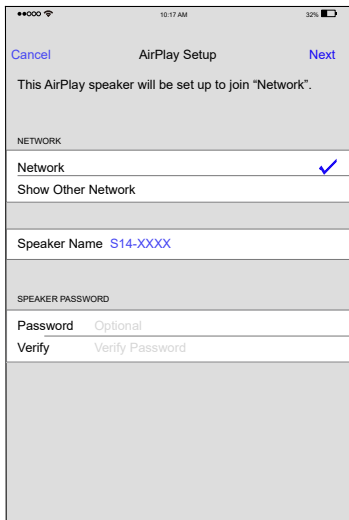 10:17 AM 32%
Cancel AirPlay Setup Next
This AirPlay speaker will be set up to join “Network”.
NETWORK
Network
Show Other Network
Speaker Name S14-XXXX
SPEAKER PASSWORD
Password Optional
Verify Verify Password